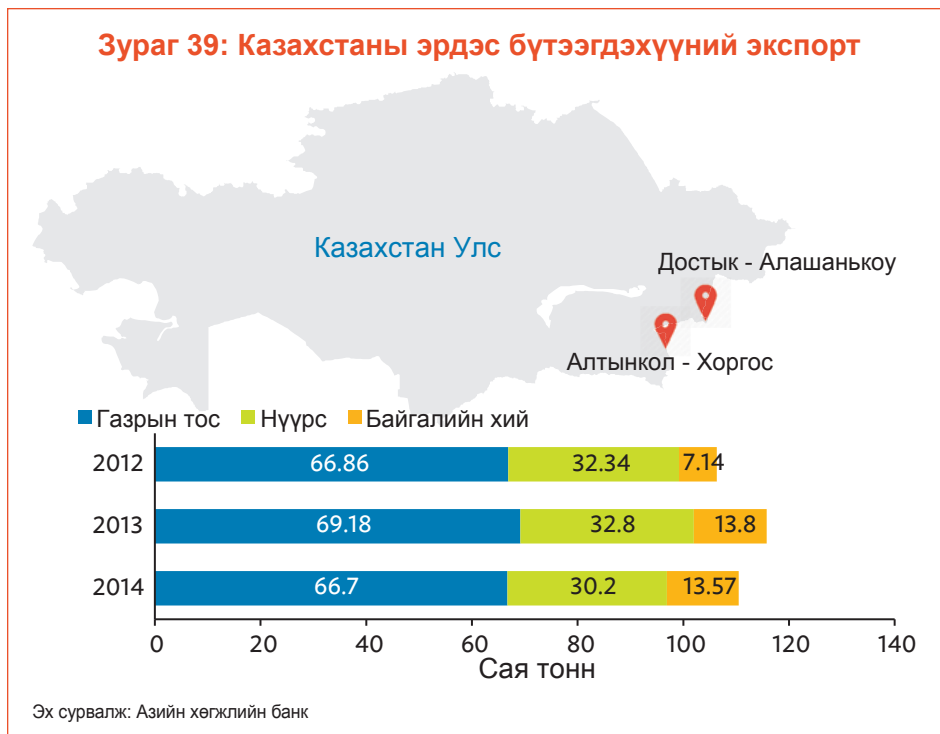 Зураг 39: Казахстаны эрдэс бүтээгдэхүүний экспорт
Казахстан Улс
Достык - Алашанькоу
Алтынкол - Хоргос
Газрын тос Нүүрс Байгалийн хий
2012 66.86 32.34 7.14
2013 69.18 32.8 13.8
2014 66.7 30.2 13.57
0 20 40 60 80 100 120 140
Сая тонн
Эх сурвалж: Азийн хөгжлийн банк